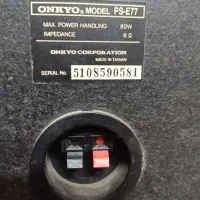 ONKYO® MODEL PS-E77
MAX. POWER HANDLING 80W
IMPEDANCE 6 Ω
ONKYO CORPORATION
MADE IN TAIWAN
SERIAL No. 5108590581